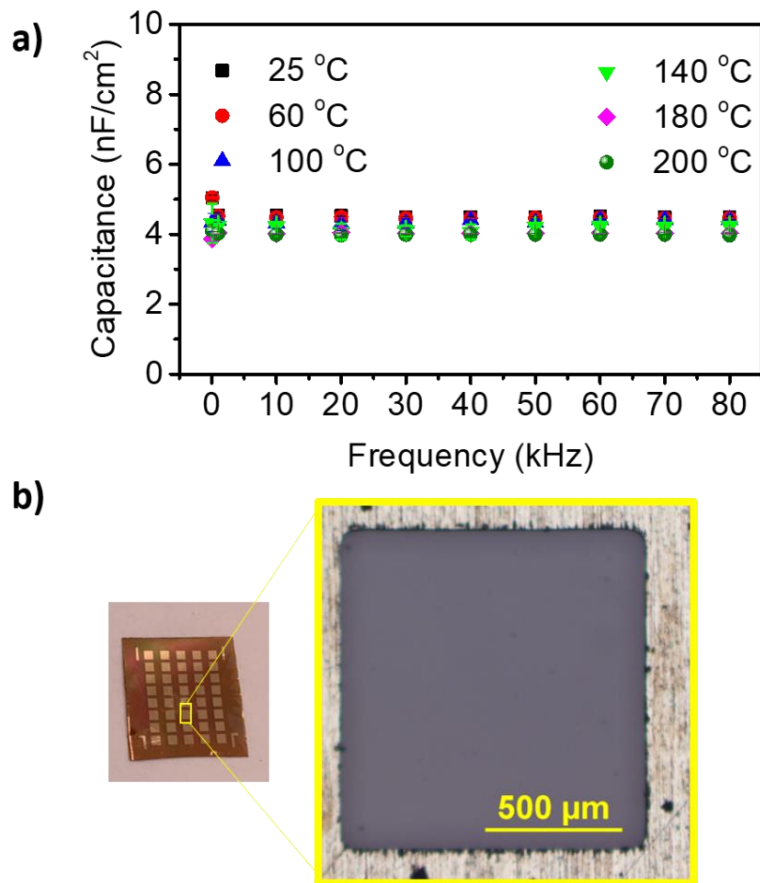 a)
10
8
6
4
2
0
Capacitance (nF/cm²)
25 °C
60 °C
100 °C
140 °C
180 °C
200 °C
0 10 20 30 40 50 60 70 80
Frequency (kHz)
b)
500 µm